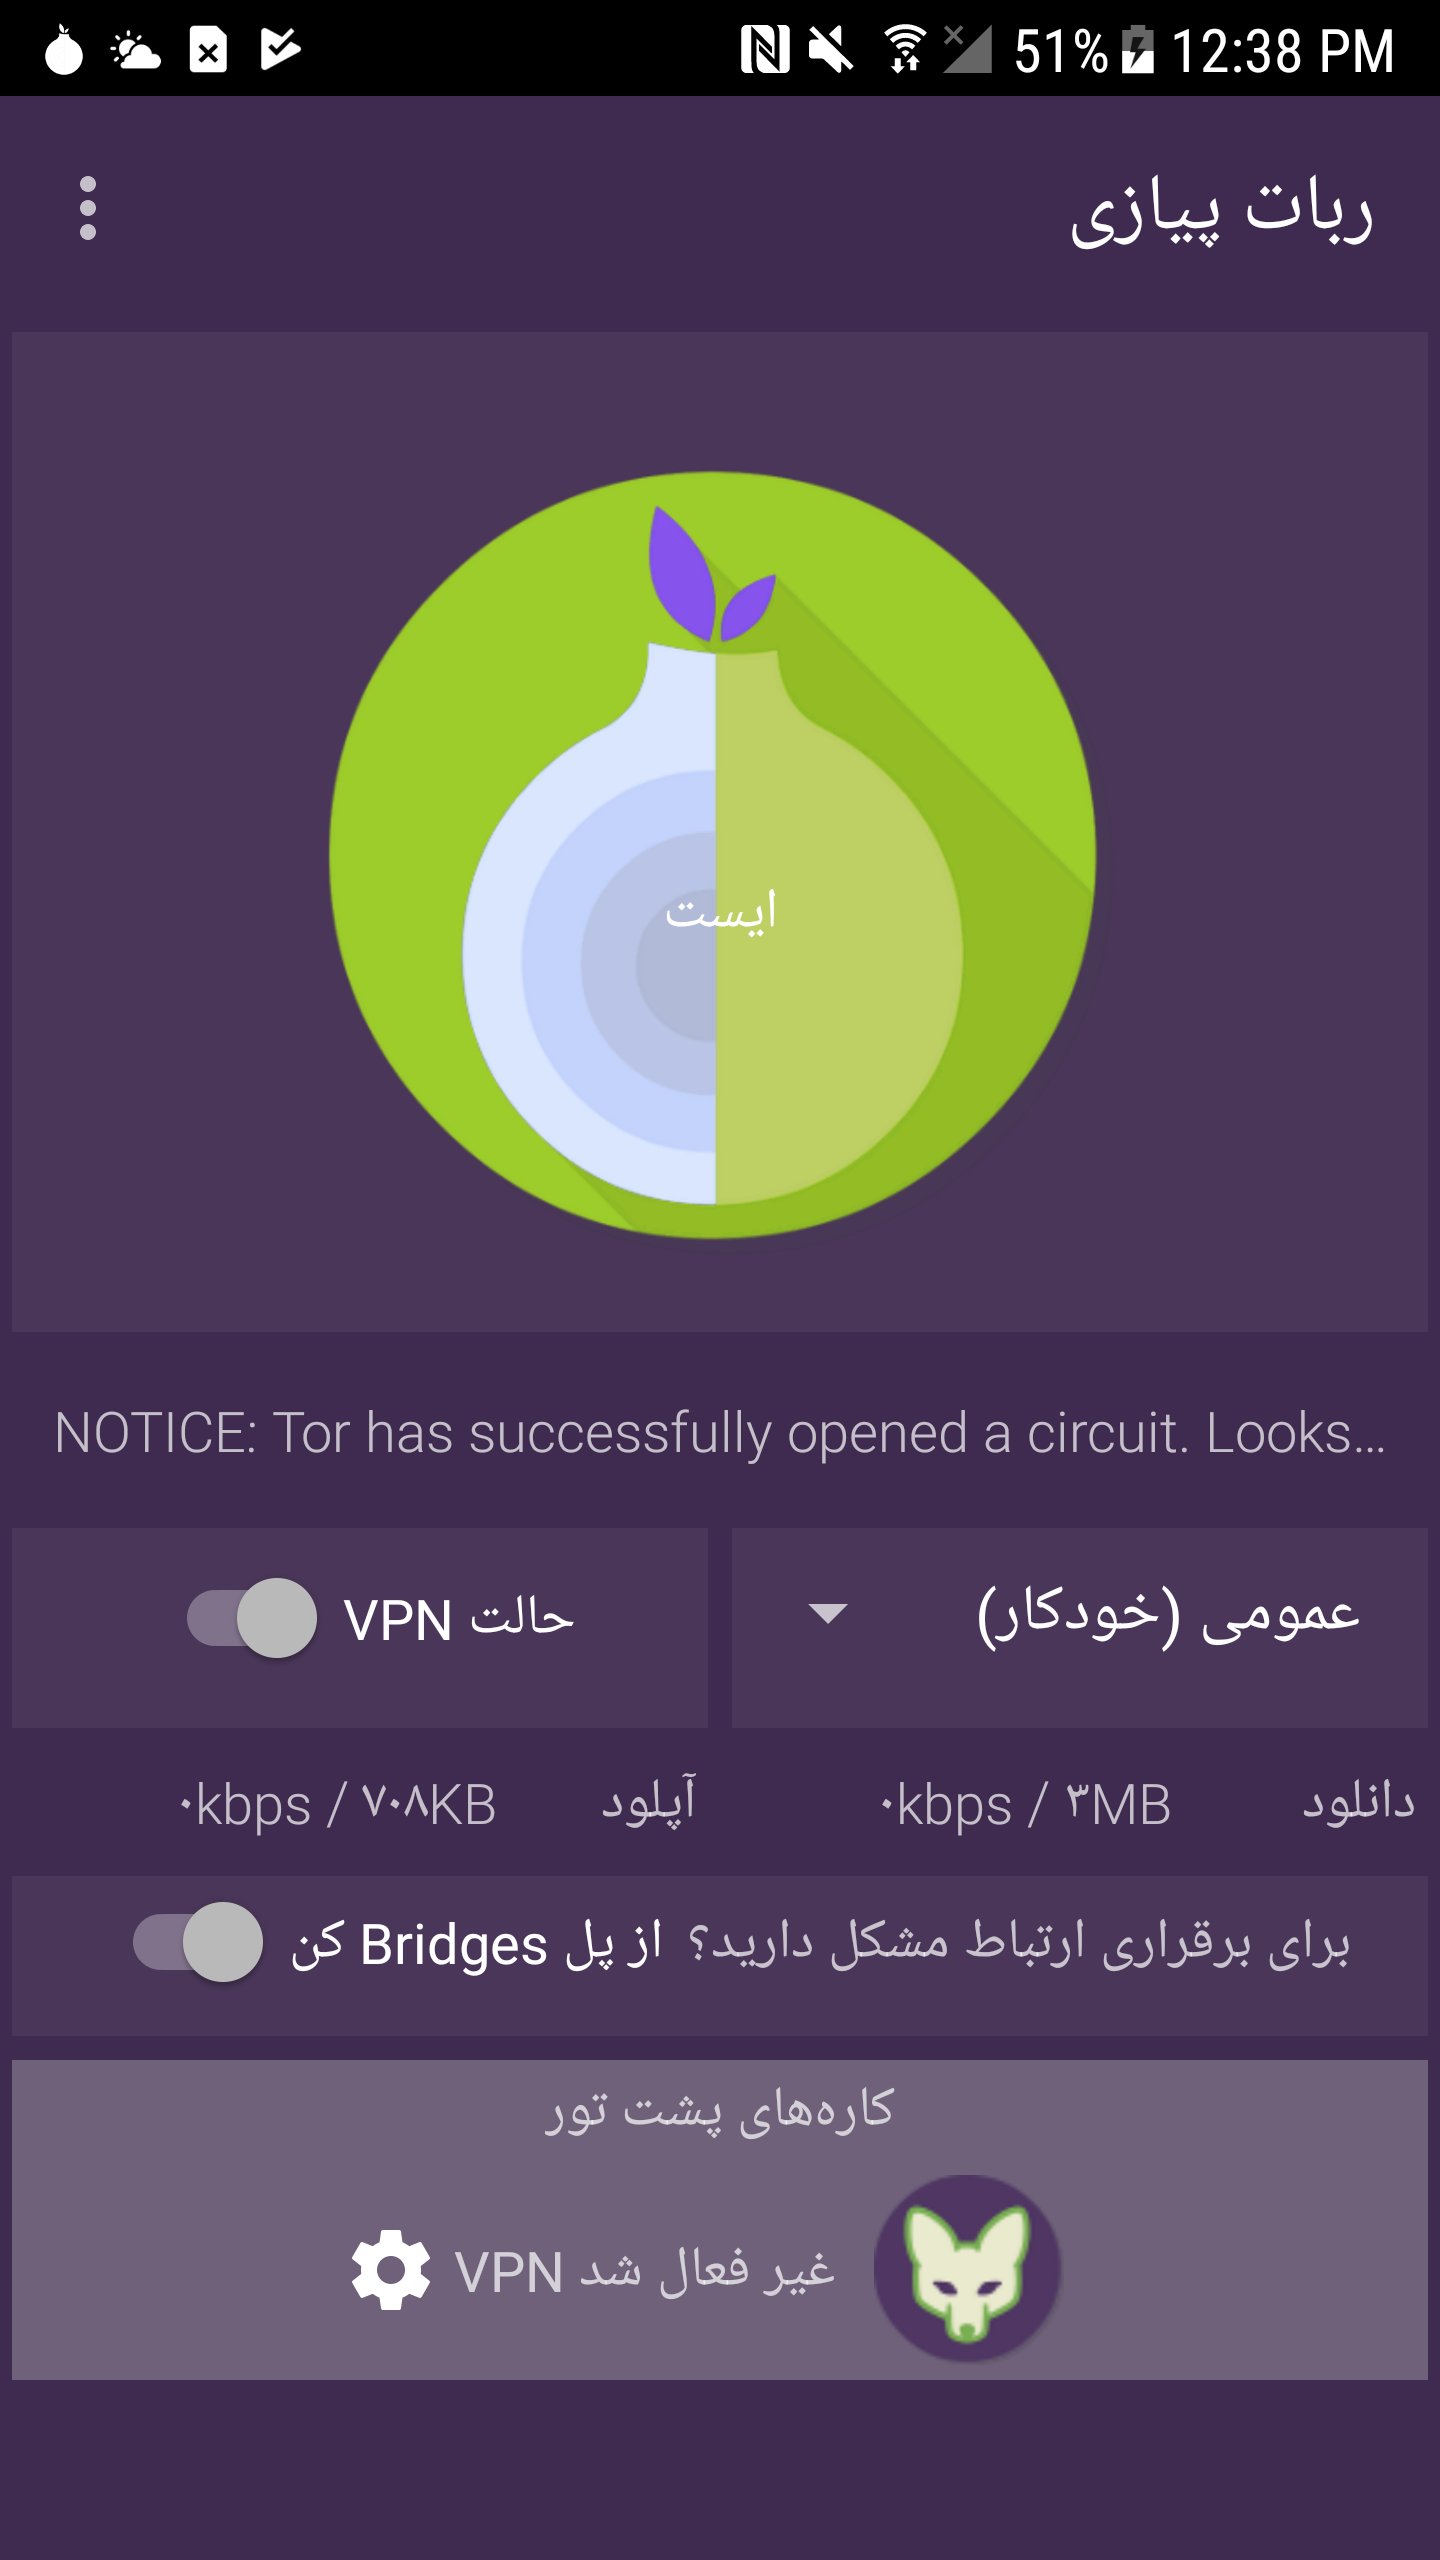 51% 12:38 PM
ربات پیازی
ایست
NOTICE: Tor has successfully opened a circuit. Looks...
عمومی (خودکار)
حالت VPN
دانلود ۰kbps / ۳MB
آپلود ۰kbps / ۷۰۸KB
برای برقراری ارتباط مشکل دارید؟ از پل Bridges کن
کاره‌های پشت تور
غیر فعال شد VPN